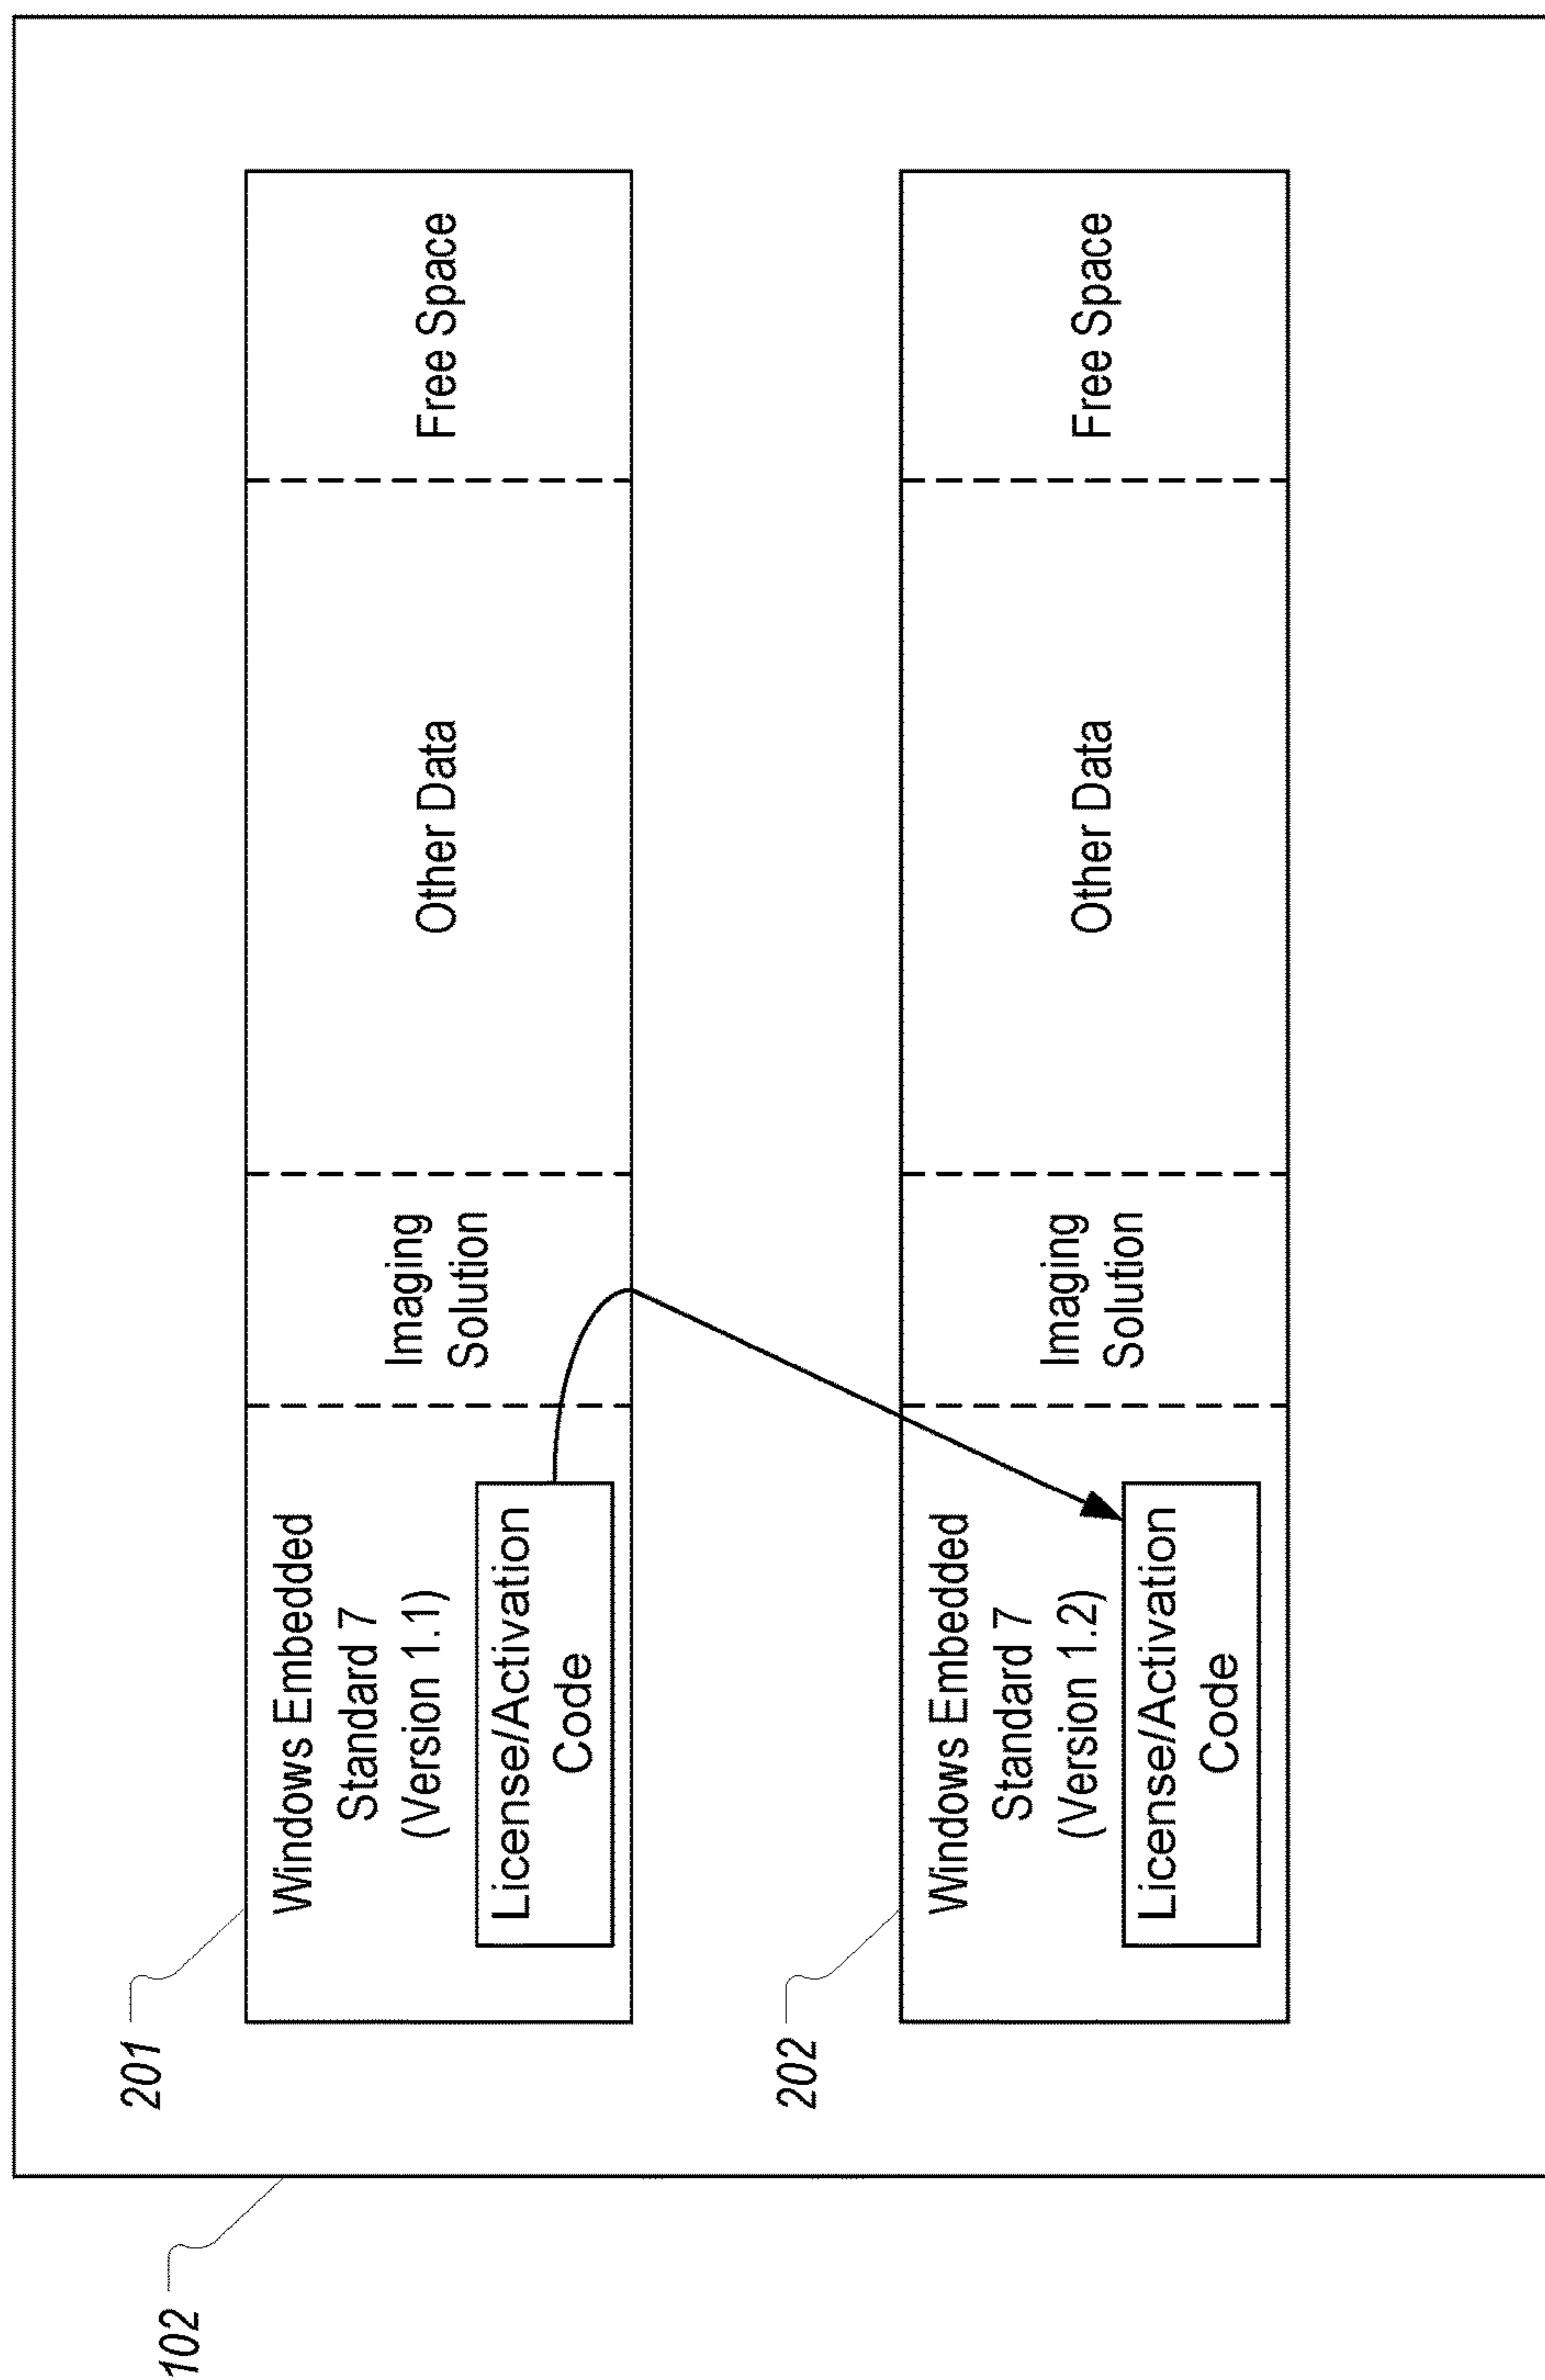 102
201
Windows Embedded
Standard 7
(Version 1.1)
License/Activation
Code
Imaging
Solution
Other Data
Free Space
202
Windows Embedded
Standard 7
(Version 1.2)
License/Activation
Code
Imaging
Solution
Other Data
Free Space